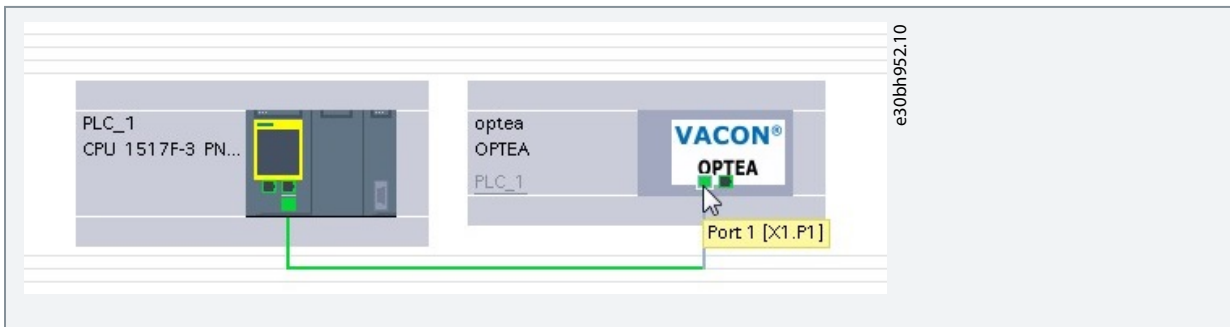 PLC_1
CPU 1517F-3 PN...
optea
OPTEA
PLC_1
VACON®
OPTEA
Port 1 [X1.P1]
e30bh952.10